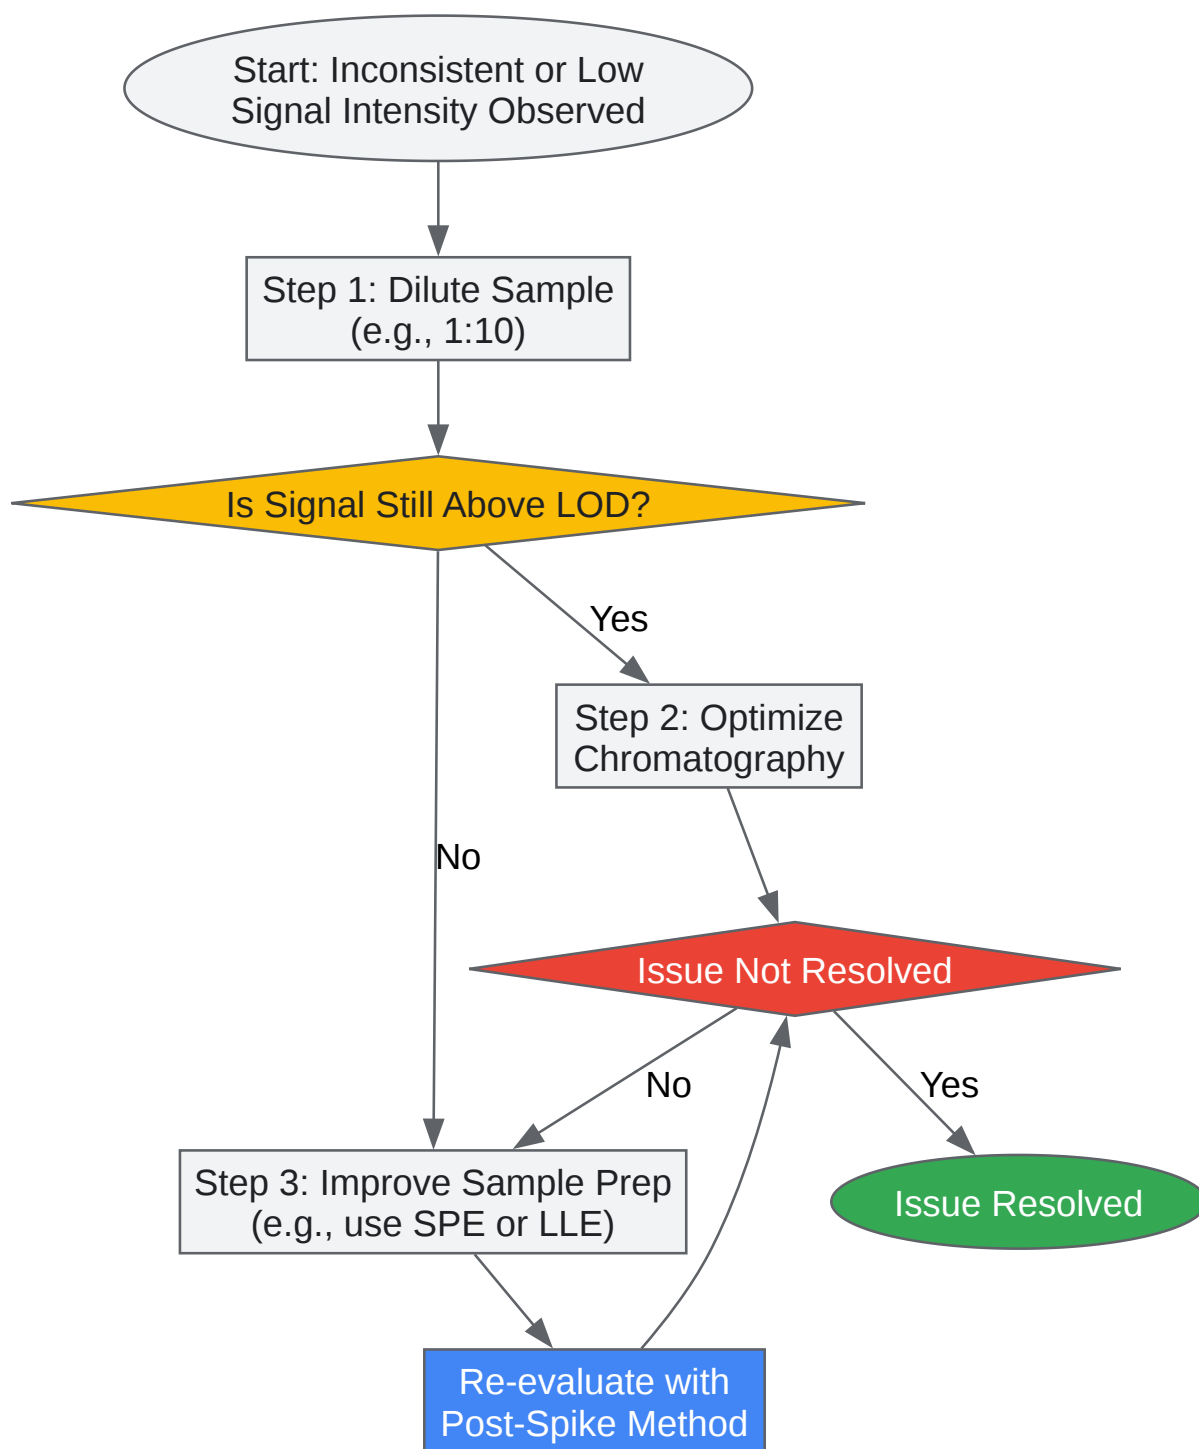 Start: Inconsistent or Low
Signal Intensity Observed
Step 1: Dilute Sample
(e.g., 1:10)
Is Signal Still Above LOD?
Yes
Step 2: Optimize
Chromatography
No
Issue Not Resolved
No
Yes
Step 3: Improve Sample Prep
(e.g., use SPE or LLE)
Issue Resolved
Re-evaluate with
Post-Spike Method